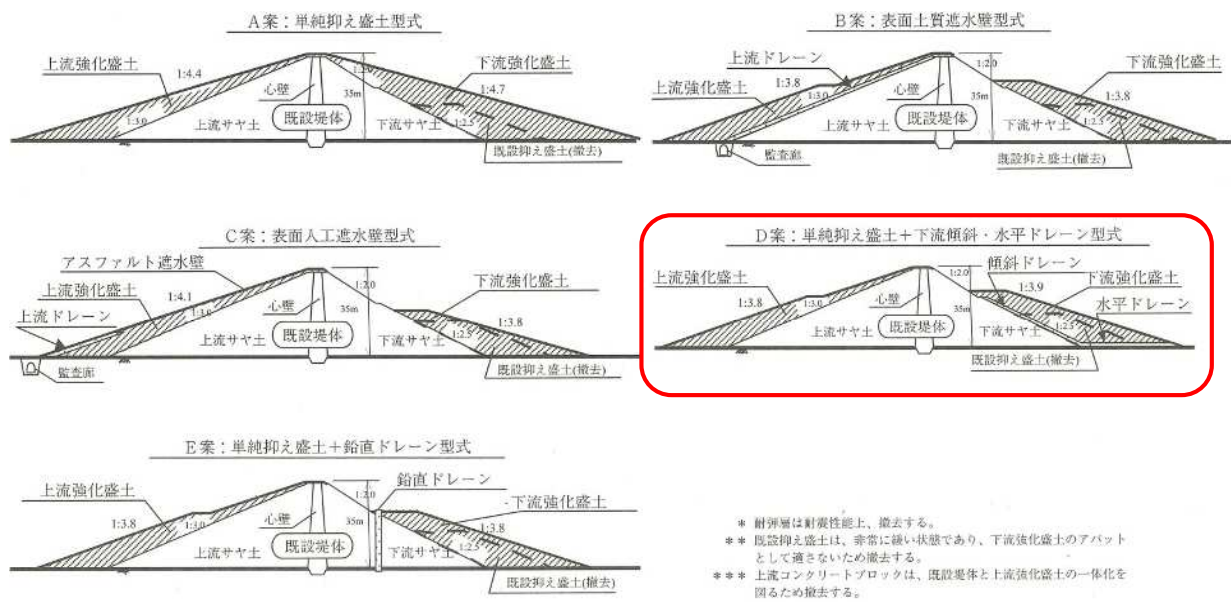 A案：単純抑え盛土型式
上流強化盛土
1:4.4
1:3.0
心壁
既設堤体
上流サヤ土
35m
1:2.0
下流強化盛土
1:4.7
下流サヤ土
1:2.5
既設抑え盛土(撤去)
B案：表面土質遮水壁型式
上流ドレーン
1:3.8
上流強化盛土
1:3.0
心壁
既設堤体
上流サヤ土
監査廊
35m
1:2.0
下流強化盛土
1:3.8
下流サヤ土
1:2.5
既設抑え盛土(撤去)
C案：表面人工遮水壁型式
アスファルト遮水壁
上流強化盛土
1:4.1
上流ドレーン
監査廊
心壁
既設堤体
上流サヤ土
35m
1:2.0
下流強化盛土
1:3.8
下流サヤ土
1:2.5
既設抑え盛土(撤去)
D案：単純抑え盛土＋下流傾斜・水平ドレーン型式
上流強化盛土
1:3.8
1:3.0
心壁
既設堤体
上流サヤ土
35m
1:2.0
傾斜ドレーン
下流強化盛土
1:3.9
水平ドレーン
下流サヤ土
1:2.5
既設抑え盛土(撤去)
E案：単純抑え盛土＋鉛直ドレーン型式
上流強化盛土
1:3.8
1:3.0
心壁
既設堤体
上流サヤ土
35m
1:2.0
鉛直ドレーン
下流強化盛土
1:3.8
下流サヤ土
1:2.5
既設抑え盛土(撤去)
* 耐弾層は耐震性能上、撤去する。
** 既設抑え盛土は、非常に緩い状態であり、下流強化盛土のアバット
として適さないため撤去する。
*** 上流コンクリートブロックは、既設堤体と上流強化盛土の一体化を
図るため撤去する。